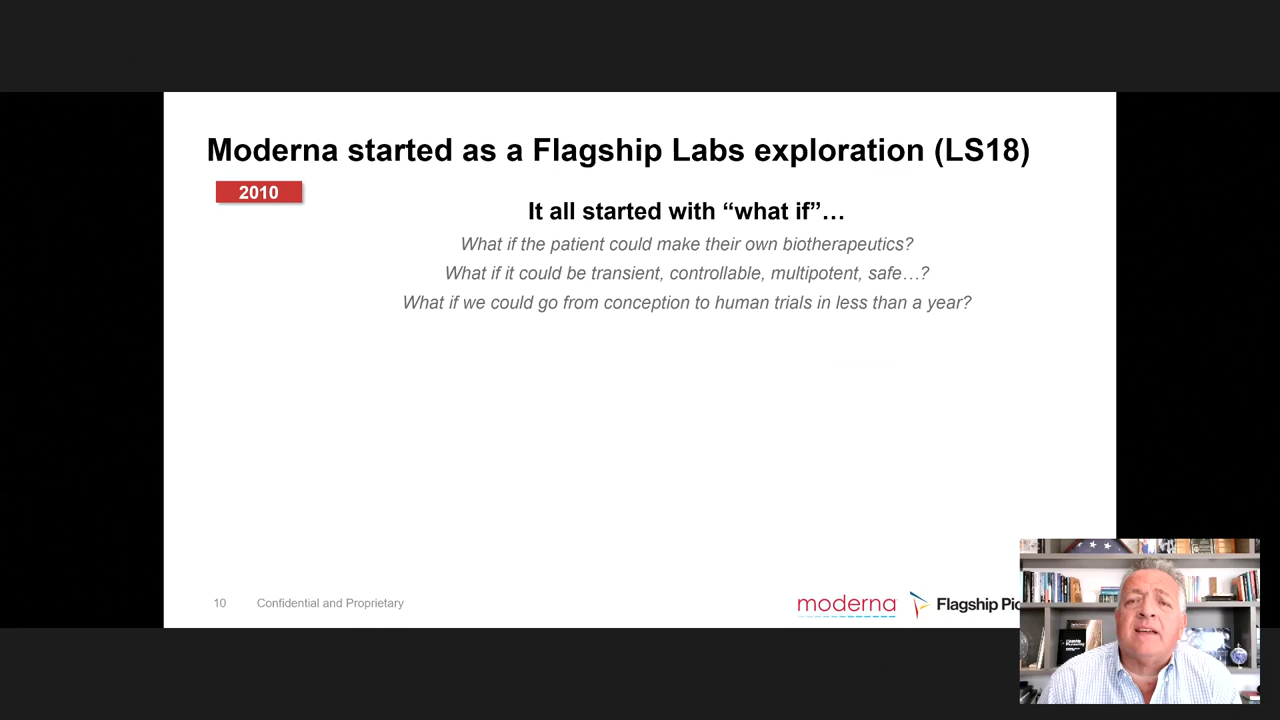 Moderna started as a Flagship Labs exploration (LS18)
2010
It all started with “what if”…
What if the patient could make their own biotherapeutics?
What if it could be transient, controllable, multipotent, safe…?
What if we could go from conception to human trials in less than a year?
10 Confidential and Proprietary
moderna
Flagship Pio